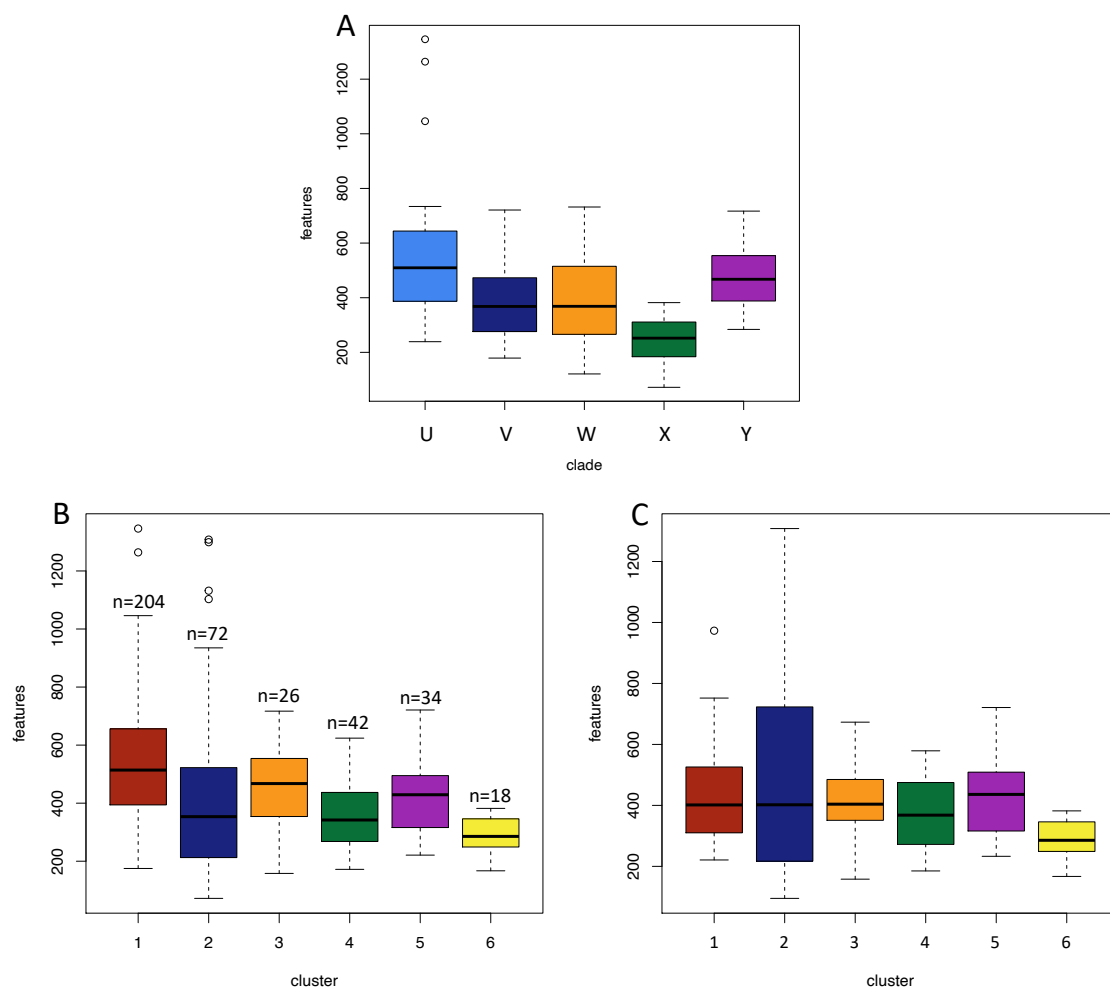 A
1200
1000
800
600
400
200
features
U V W X Y
clade
B
1200
1000
800
600
400
200
features
n=204
n=72
n=26
n=42
n=34
n=18
1 2 3 4 5 6
cluster
C
1200
1000
800
600
400
200
features
1 2 3 4 5 6
cluster